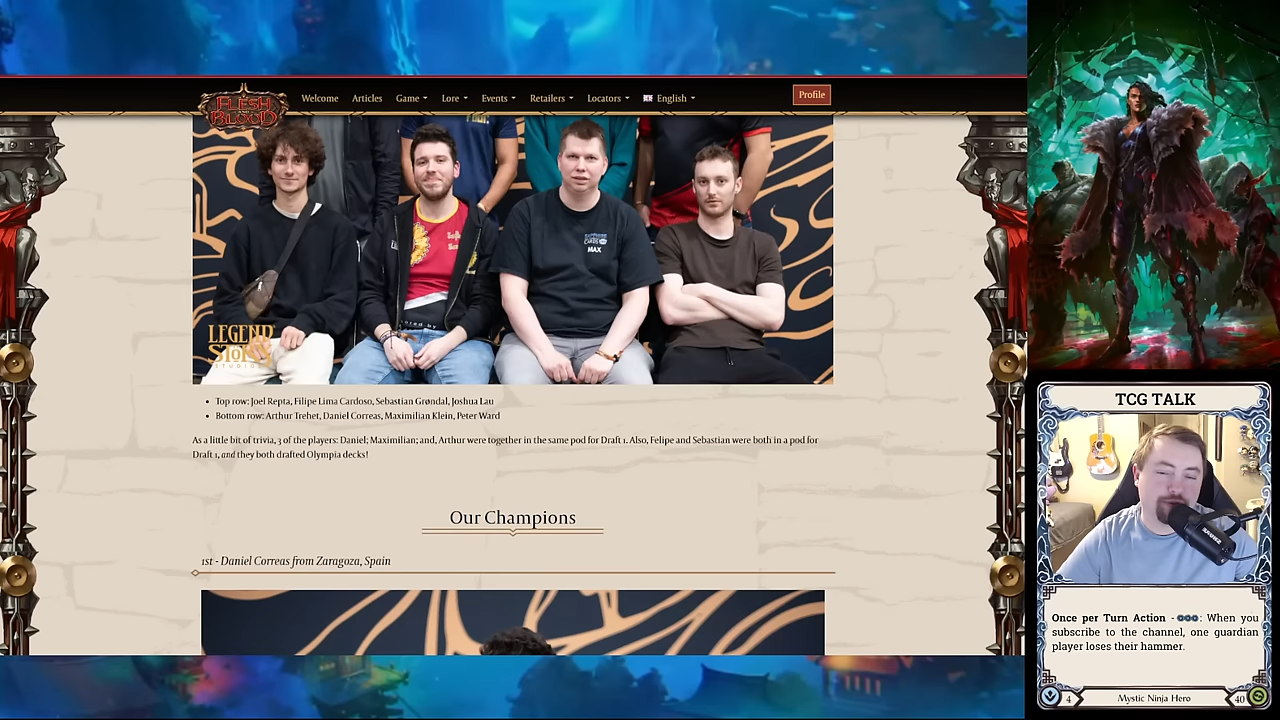 FLESH
AND
BLOOD
Welcome
Articles
Game
Lore
Events
Retailers
Locators
English
Profile
SAPPHIRE
CARDS
MAX
LEGEND
STORY
STUDIOS
Top row: Joel Repta, Filipe Lima Cardoso, Sebastian Grøndal, Joshua Lau
Bottom row: Arthur Trehet, Daniel Correas, Maximilian Klein, Peter Ward
As a little bit of trivia, 3 of the players: Daniel; Maximilian; and, Arthur were together in the same pod for Draft 1. Also, Felipe and Sebastian were both in a pod for
Draft 1, and they both drafted Olympia decks!
Our Champions
1st - Daniel Correas from Zaragoza, Spain
TCG TALK
Once per Turn Action - : When you
subscribe to the channel, one guardian
player loses their hammer.
4
Mystic Ninja Hero
40